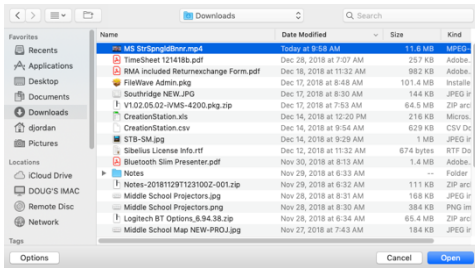 Downloads
Search
Favorites
Recents
Applications
Desktop
Documents
Downloads
djordan
Pictures
Locations
iCloud Drive
DOUG'S IMAC
Remote Disc
Network
Tags
Name Date Modified Size Kind
MS StrSpngldBnnr.mp4 Today at 9:58 AM 11.6 MB MPEG-
TimeSheet 121418b.pdf Dec 28, 2018 at 7:07 AM 257 KB Adobe.
RMA included Returnexchange Form.pdf Dec 18, 2018 at 11:32 AM 982 KB Adobe.
FileWave Admin.pkg Dec 17, 2018 at 8:48 AM 101.4 MB Installe
Southridge NEW.JPG Dec 17, 2018 at 8:30 AM 144 KB JPEG ir
V1.02.05.02-iVMS-4200.pkg.zip Dec 17, 2018 at 7:53 AM 64.5 MB ZIP arc
CreationStation.xls Dec 14, 2018 at 12:20 PM 216 KB Micros.
CreationStation.csv Dec 14, 2018 at 9:54 AM 629 KB CSV Dc
STB-SM.jpg Dec 14, 2018 at 9:29 AM 1 MB JPEG ir
Sibelius License Info.rtf Dec 12, 2018 at 11:32 AM 674 bytes RTF Do
Bluetooth Slim Presenter.pdf Nov 30, 2018 at 8:13 AM 1.4 MB Adobe.
Notes Nov 29, 2018 at 6:33 AM -- Folder
Notes-20181129T123100Z-001.zip Nov 29, 2018 at 6:32 AM 111 KB ZIP arc
Middle School Projectors.jpg Nov 28, 2018 at 8:31 AM 168 KB JPEG ir
Middle School Projectors.png Nov 28, 2018 at 8:30 AM 384 KB PNG im
Logitech BT Options_6.94.38.zip Nov 28, 2018 at 6:34 AM 65.4 MB ZIP arc
Middle School Map NEW-PROJ.jpg Nov 27, 2018 at 7:43 AM 184 KB JPEG ir
Options Cancel Open